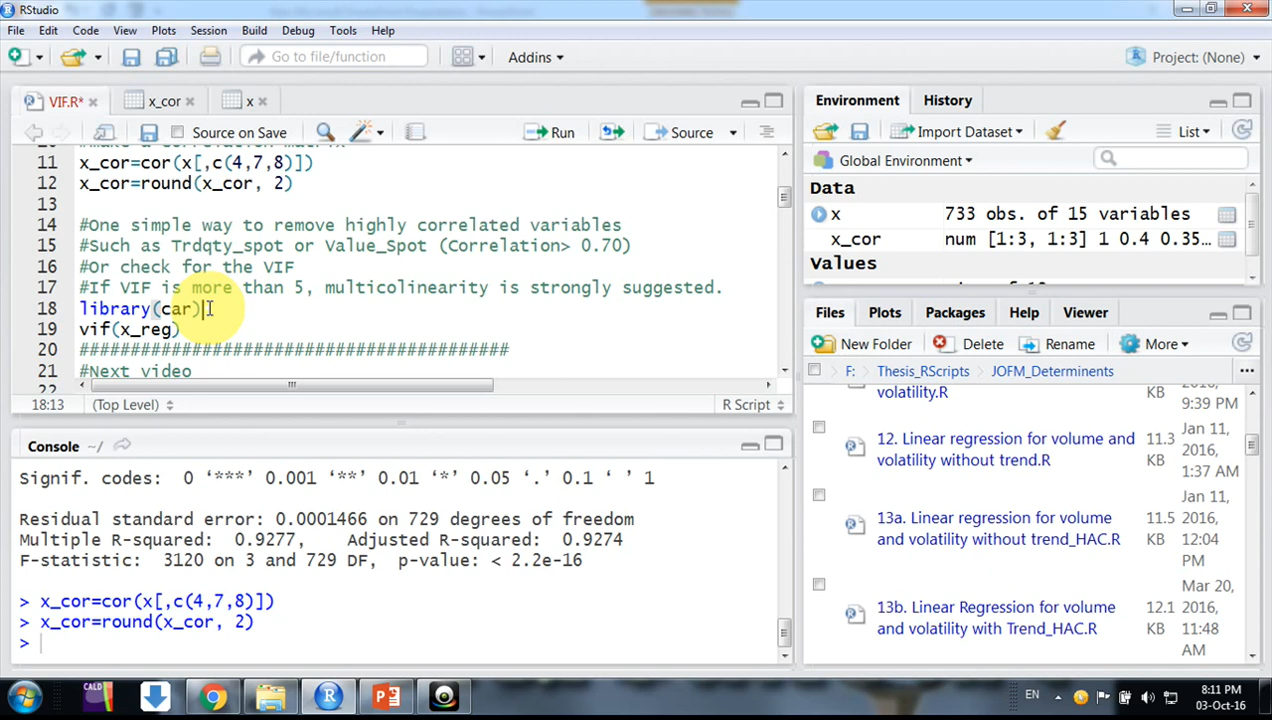 RStudio
File Edit Code View Plots Session Build Debug Tools Help
Go to file/function Addins Project: (None)
VIF.R* x_cor x
Source on Save Run Source
11 x_cor=cor(x[,c(4,7,8)])
12 x_cor=round(x_cor, 2)
13
14 #One simple way to remove highly correlated variables
15 #Such as Trdqty_spot or Value_Spot (Correlation> 0.70)
16 #Or check for the VIF
17 #If VIF is more than 5, multicolinearity is strongly suggested.
18 library(car)
19 vif(x_reg)
20 ##########################################
21 #Next video
22
18:13 (Top Level) R Script
Console ~/
Signif. codes: 0 ‘***’ 0.001 ‘**’ 0.01 ‘*’ 0.05 ‘.’ 0.1 ‘ ’ 1
Residual standard error: 0.0001466 on 729 degrees of freedom
Multiple R-squared: 0.9277, Adjusted R-squared: 0.9274
F-statistic: 3120 on 3 and 729 DF, p-value: < 2.2e-16
> x_cor=cor(x[,c(4,7,8)])
> x_cor=round(x_cor, 2)
>
Environment History
Import Dataset List
Global Environment
Data
x 733 obs. of 15 variables
x_cor num [1:3, 1:3] 1 0.4 0.35…
Values
Files Plots Packages Help Viewer
New Folder Delete Rename More
F: Thesis_RScripts JOFM_Determinents ...
volatility.R KB 2016, 9:39 PM
12. Linear regression for volume and volatility without trend.R 11.3 KB Jan 11, 2016, 1:37 AM
13a. Linear regression for volume and volatility without trend_HAC.R 11.5 KB Jan 11, 2016, 12:04 PM
13b. Linear Regression for volume and volatility with Trend_HAC.R 12.1 KB Mar 20, 2016, 11:48 AM
CALD
EN 8:11 PM
03-Oct-16